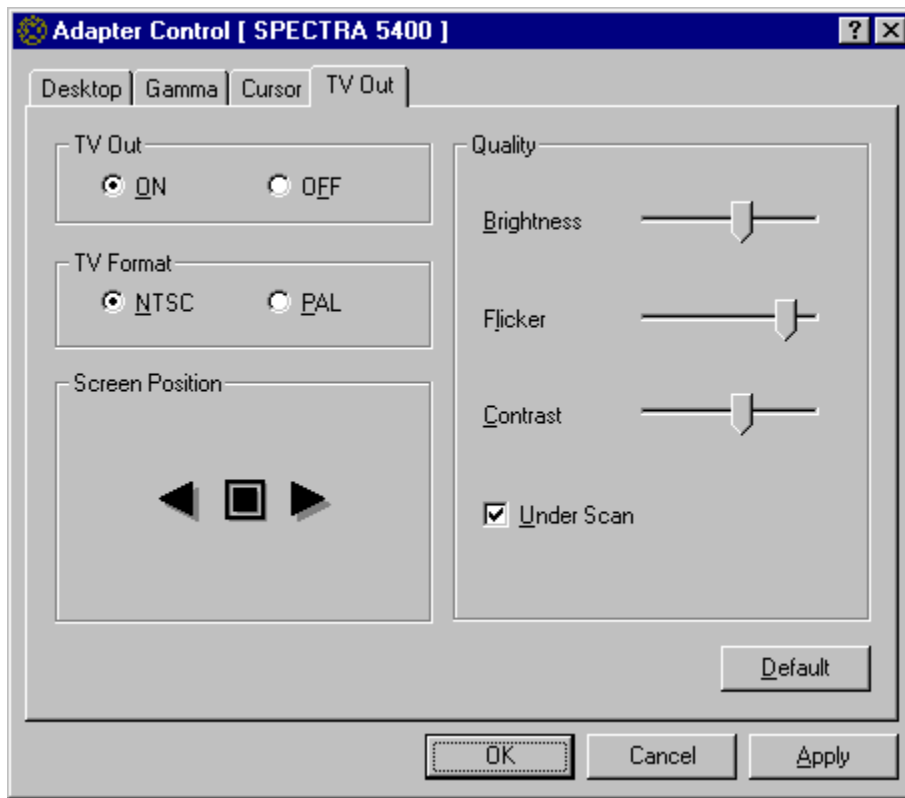 Adapter Control [ SPECTRA 5400 ]
Desktop Gamma Cursor TV Out
TV Out
ON OFF
TV Format
NTSC PAL
Screen Position
Quality
Brightness
Flicker
Contrast
Under Scan
Default
OK Cancel Apply